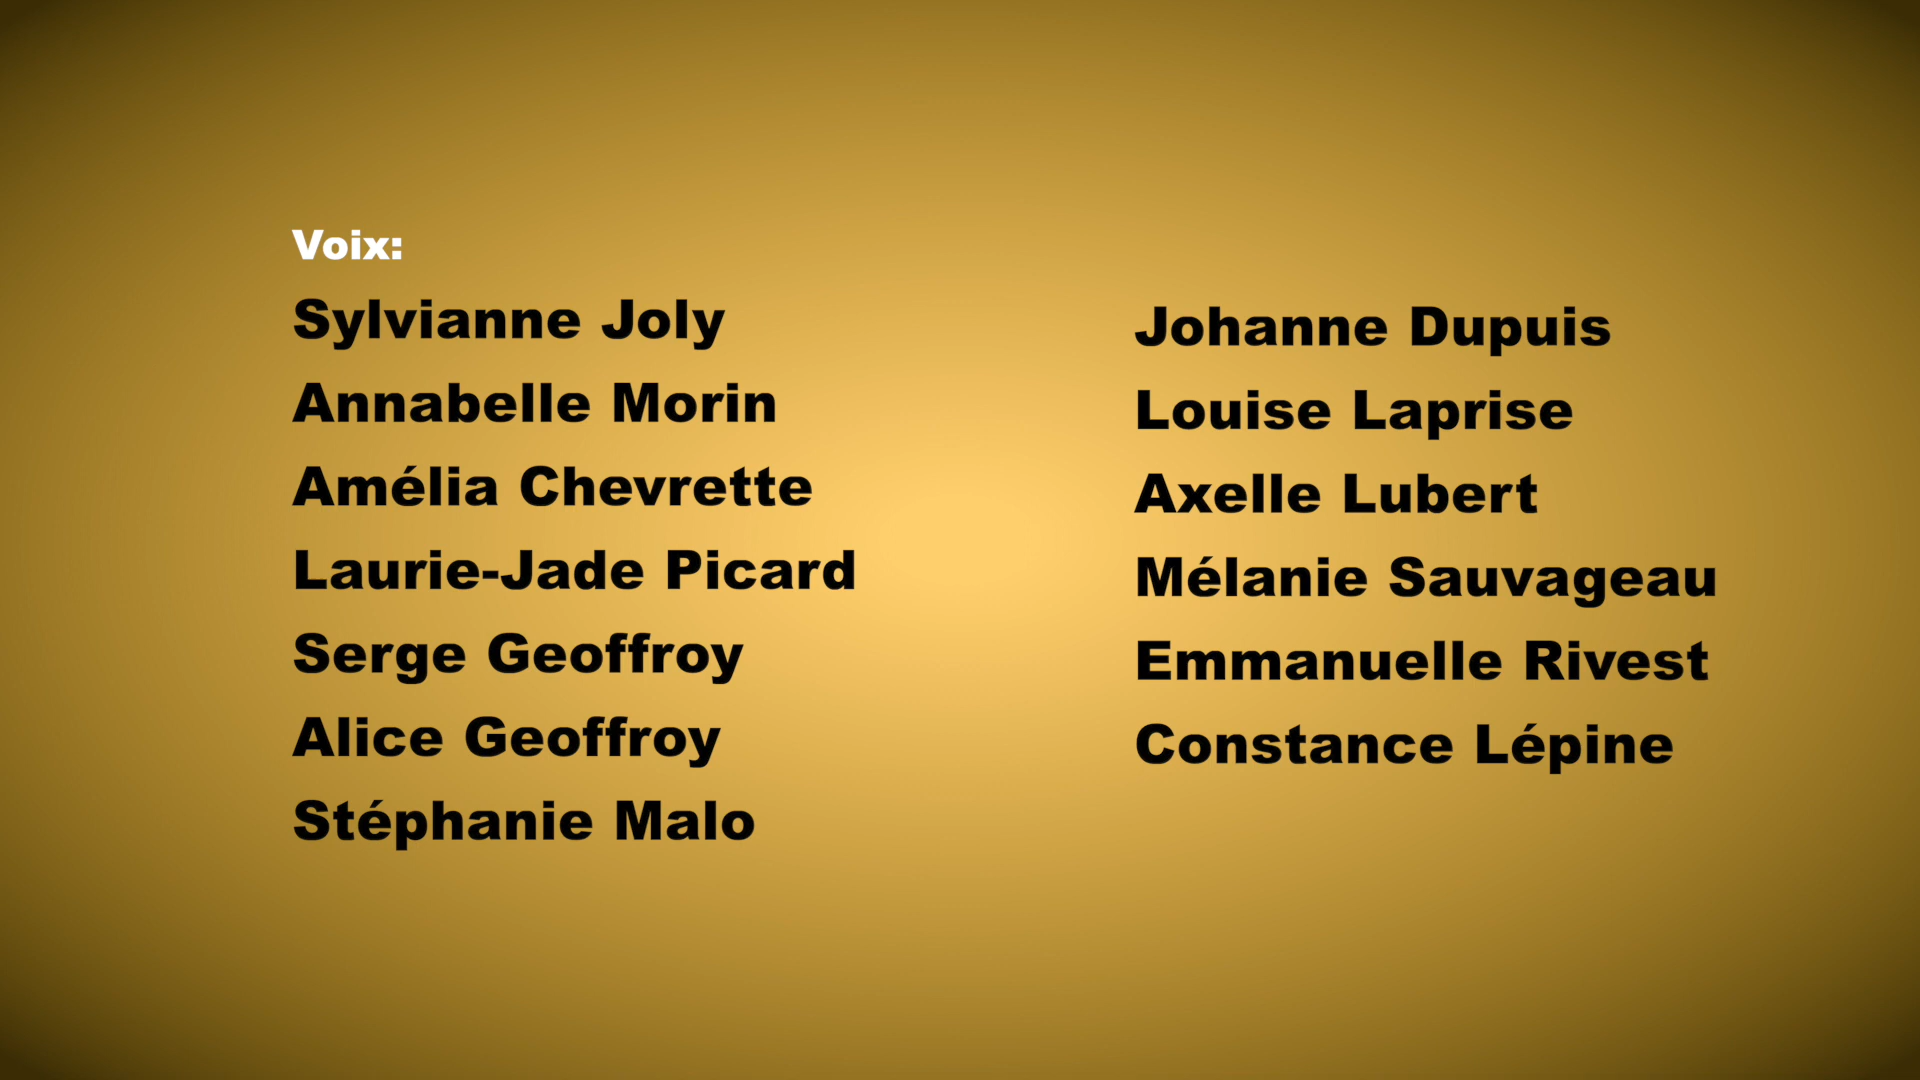 Voix:
Sylvianne Joly
Annabelle Morin
Amélia Chevrette
Laurie-Jade Picard
Serge Geoffroy
Alice Geoffroy
Stéphanie Malo
Johanne Dupuis
Louise Laprise
Axelle Lubert
Mélanie Sauvageau
Emmanuelle Rivest
Constance Lépine